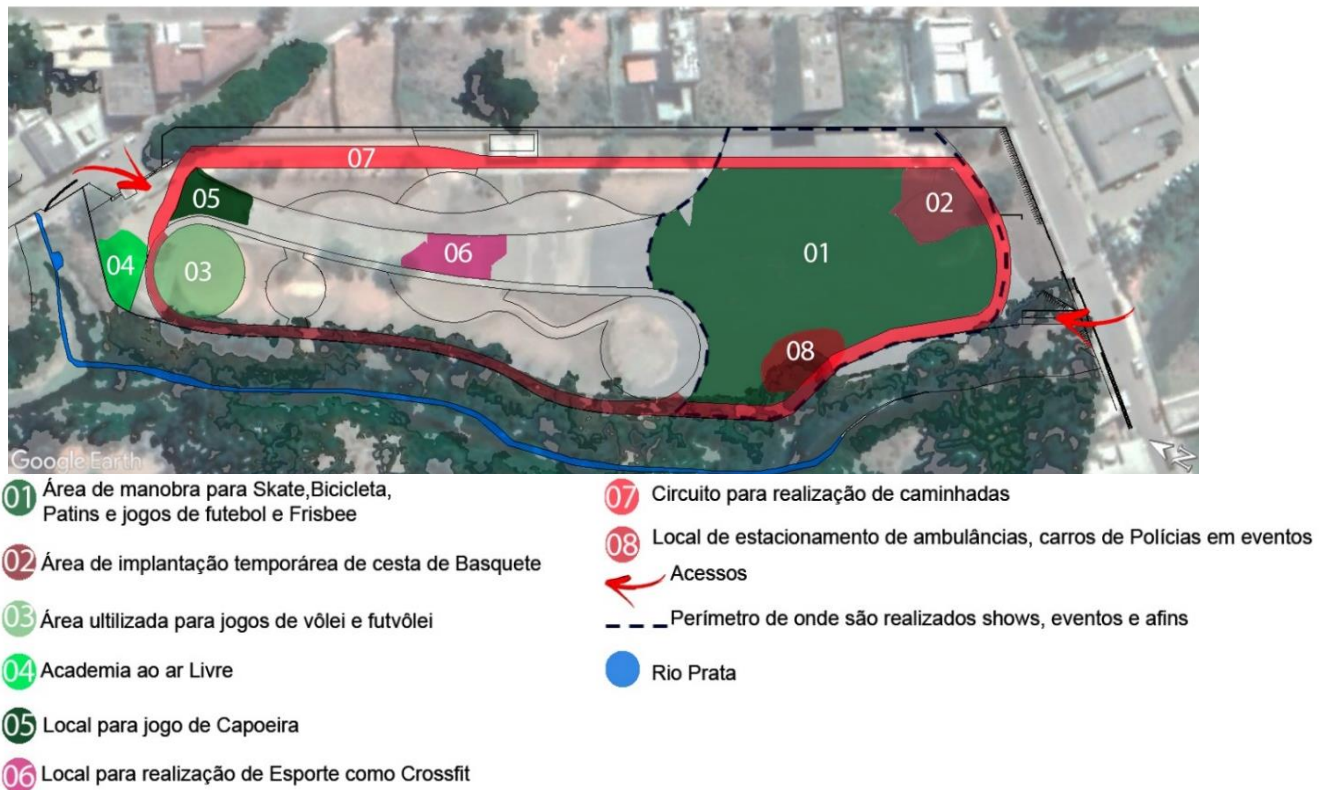 07
05
02
04
03
06
01
08
Google Earth
N
01 Área de manobra para Skate,Bicicleta,
Patins e jogos de futebol e Frisbee
02 Área de implantação temporárea de cesta de Basquete
03 Área ultilizada para jogos de vôlei e futvôlei
04 Academia ao ar Livre
05 Local para jogo de Capoeira
06 Local para realização de Esporte como Crossfit
07 Circuito para realização de caminhadas
08 Local de estacionamento de ambulâncias, carros de Polícias em eventos
Acessos
Perímetro de onde são realizados shows, eventos e afins
Rio Prata